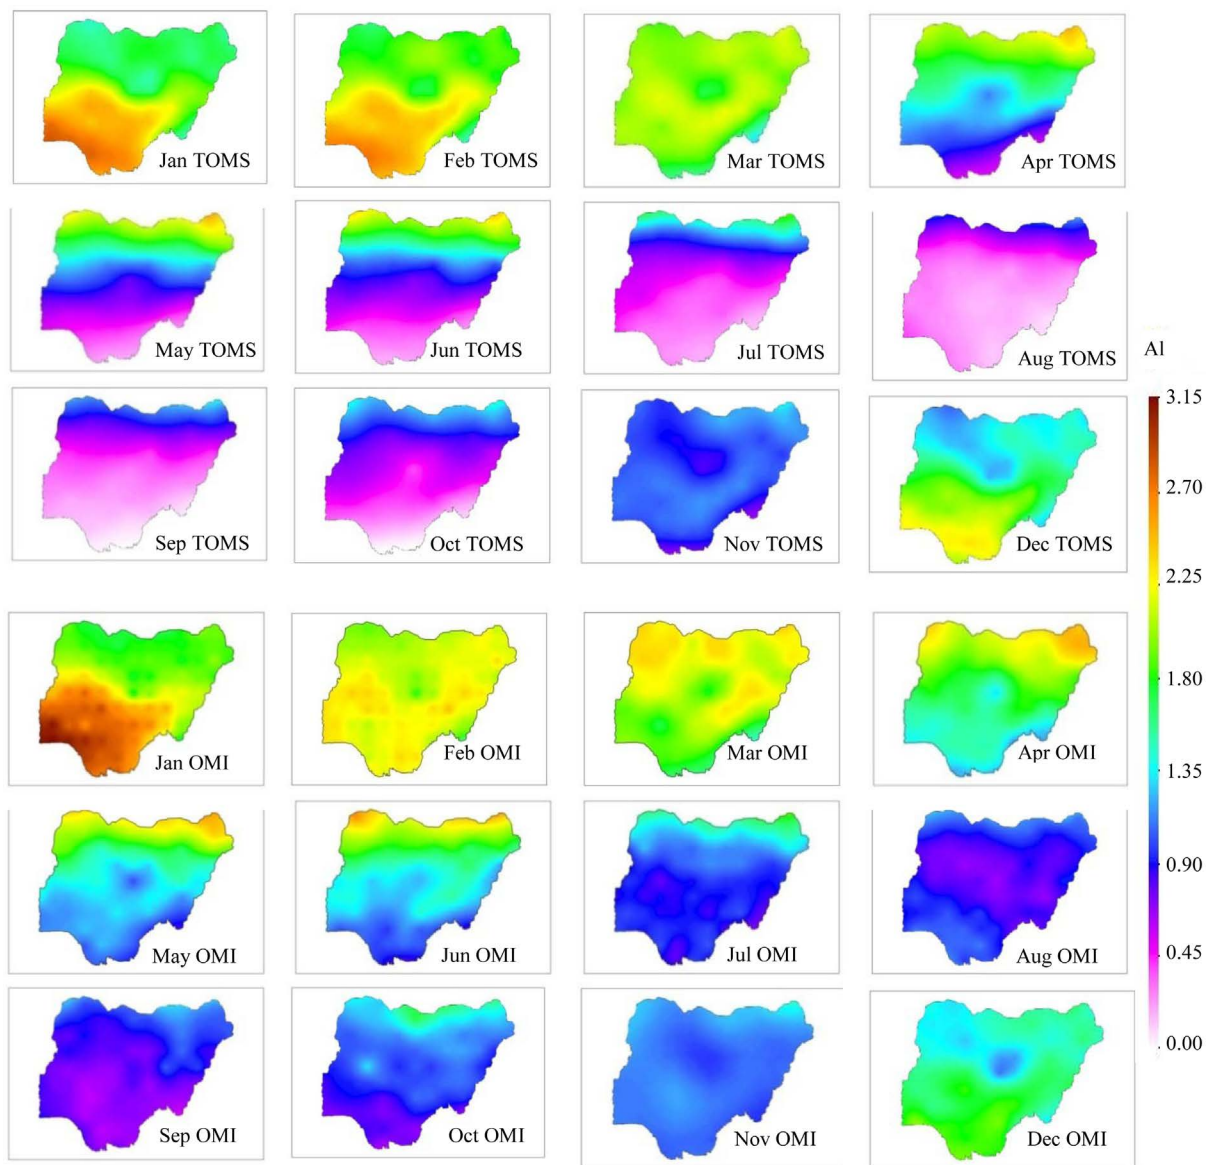 Jan TOMS
Feb TOMS
Mar TOMS
Apr TOMS
May TOMS
Jun TOMS
Jul TOMS
Aug TOMS
Al
3.15
2.70
2.25
1.80
1.35
0.90
0.45
0.00
Sep TOMS
Oct TOMS
Nov TOMS
Dec TOMS
Jan OMI
Feb OMI
Mar OMI
Apr OMI
May OMI
Jun OMI
Jul OMI
Aug OMI
Sep OMI
Oct OMI
Nov OMI
Dec OMI